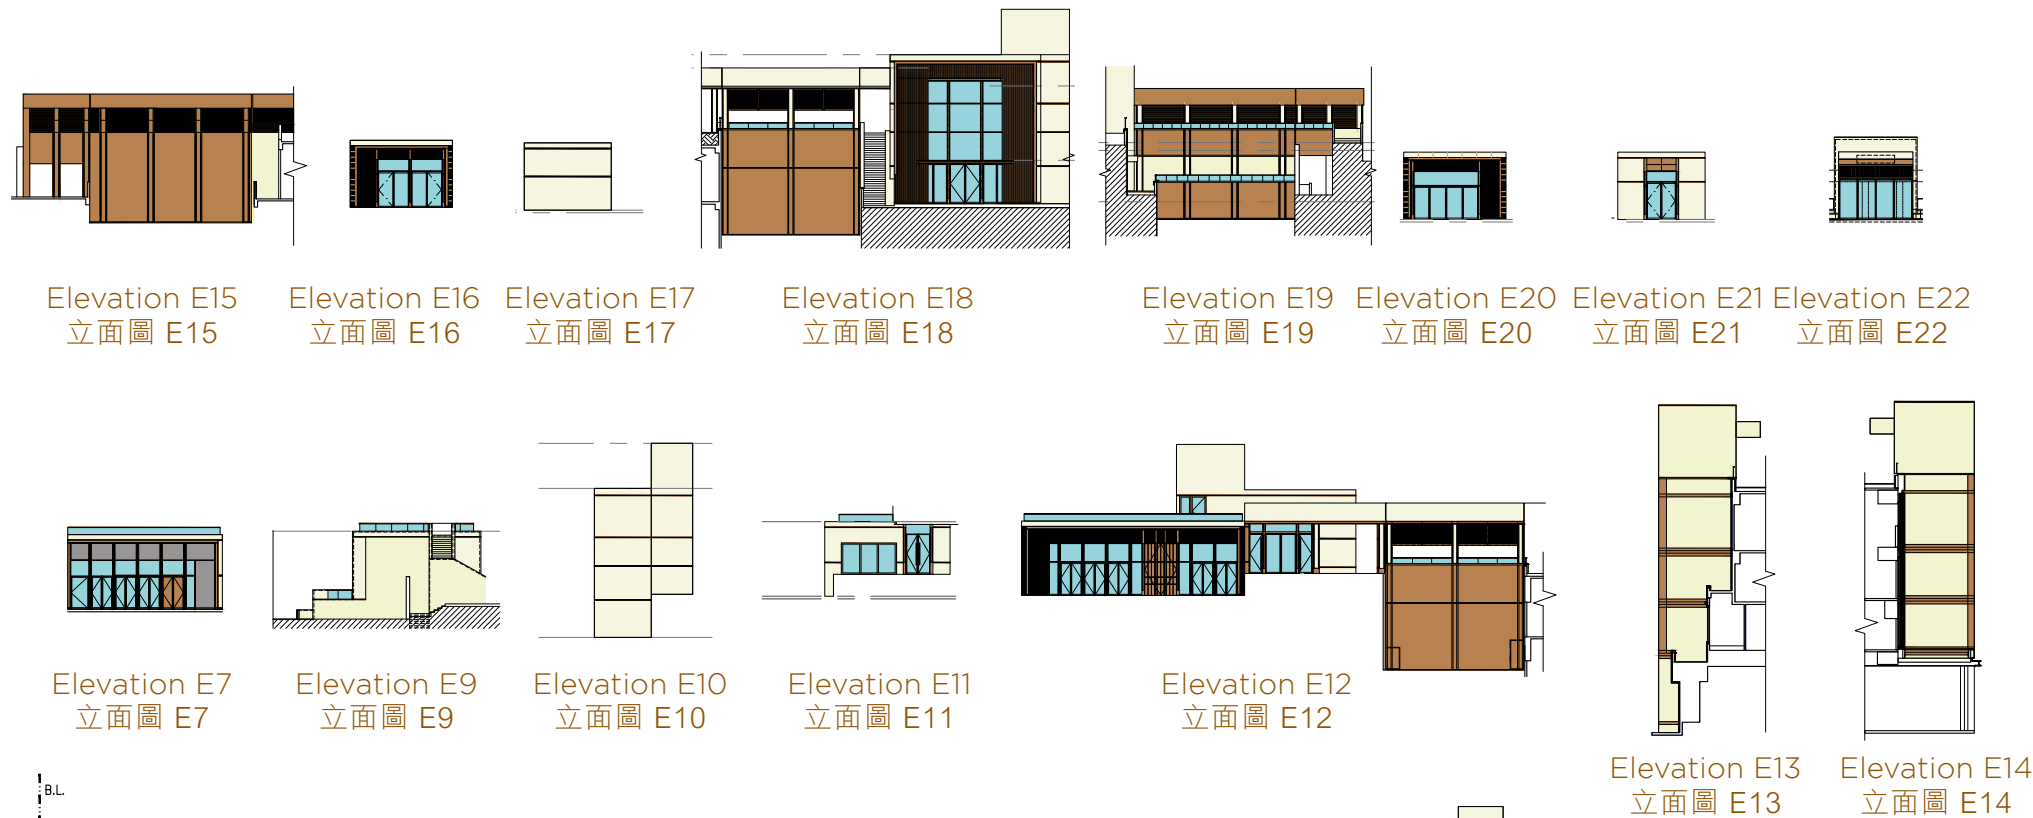 Elevation E15
立面圖 E15
Elevation E16
立面圖 E16
Elevation E17
立面圖 E17
Elevation E18
立面圖 E18
Elevation E19
立面圖 E19
Elevation E20
立面圖 E20
Elevation E21
立面圖 E21
Elevation E22
立面圖 E22
Elevation E7
立面圖 E7
Elevation E9
立面圖 E9
Elevation E10
立面圖 E10
Elevation E11
立面圖 E11
Elevation E12
立面圖 E12
Elevation E13
立面圖 E13
Elevation E14
立面圖 E14
B.L.